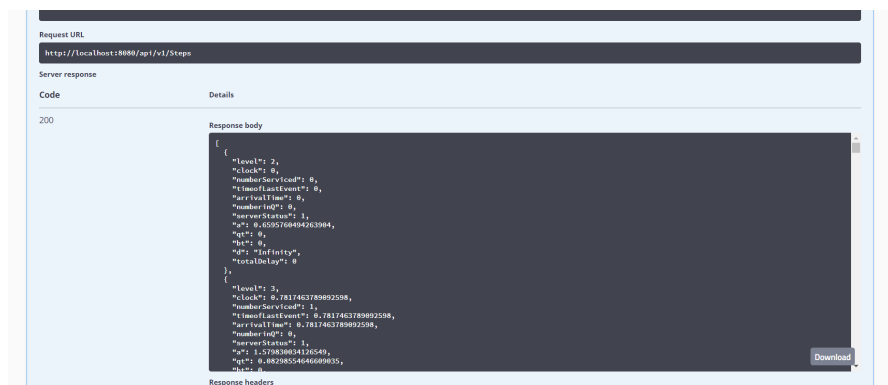 Request URL
http://localhost:8080/api/v1/Steps
Server response
Code Details
200
Response body
[
{
"level": 2,
"clock": 0,
"numberServiced": 0,
"timeofLastEvent": 0,
"arrivalTime": 0,
"numberinQ": 0,
"serverStatus": 1,
"a": 0.6595760494263904,
"qt": 0,
"bt": 0,
"d": "Infinity",
"totalDelay": 0
},
{
"level": 3,
"clock": 0.7817463789092598,
"numberServiced": 1,
"timeofLastEvent": 0.7817463789092598,
"arrivalTime": 0.7817463789092598,
"numberinQ": 0,
"serverStatus": 1,
"a": 1.579830034126549,
"qt": 0.08298554646609035,
"bt": 0,
Download
Response headers